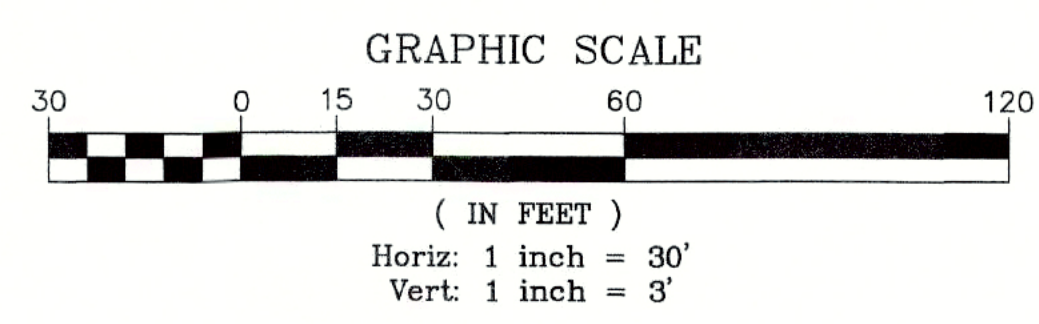 GRAPHIC SCALE
30 0 15 30 60 120
( IN FEET )
Horiz: 1 inch = 30'
Vert: 1 inch = 3'